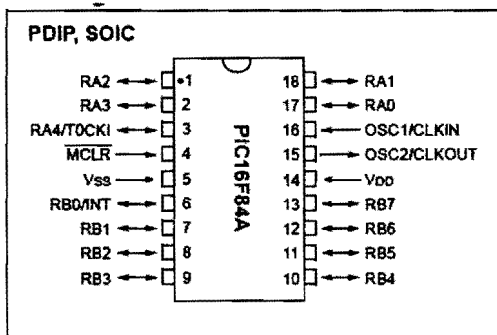 PDIP, SOIC
RA2 •1 18 RA1
RA3 2 17 RA0
RA4/T0CKI 3 16 OSC1/CLKIN
MCLR 4 15 OSC2/CLKOUT
VSS 5 14 VDD
RB0/INT 6 13 RB7
RB1 7 12 RB6
RB2 8 11 RB5
RB3 9 10 RB4
PIC16F84A